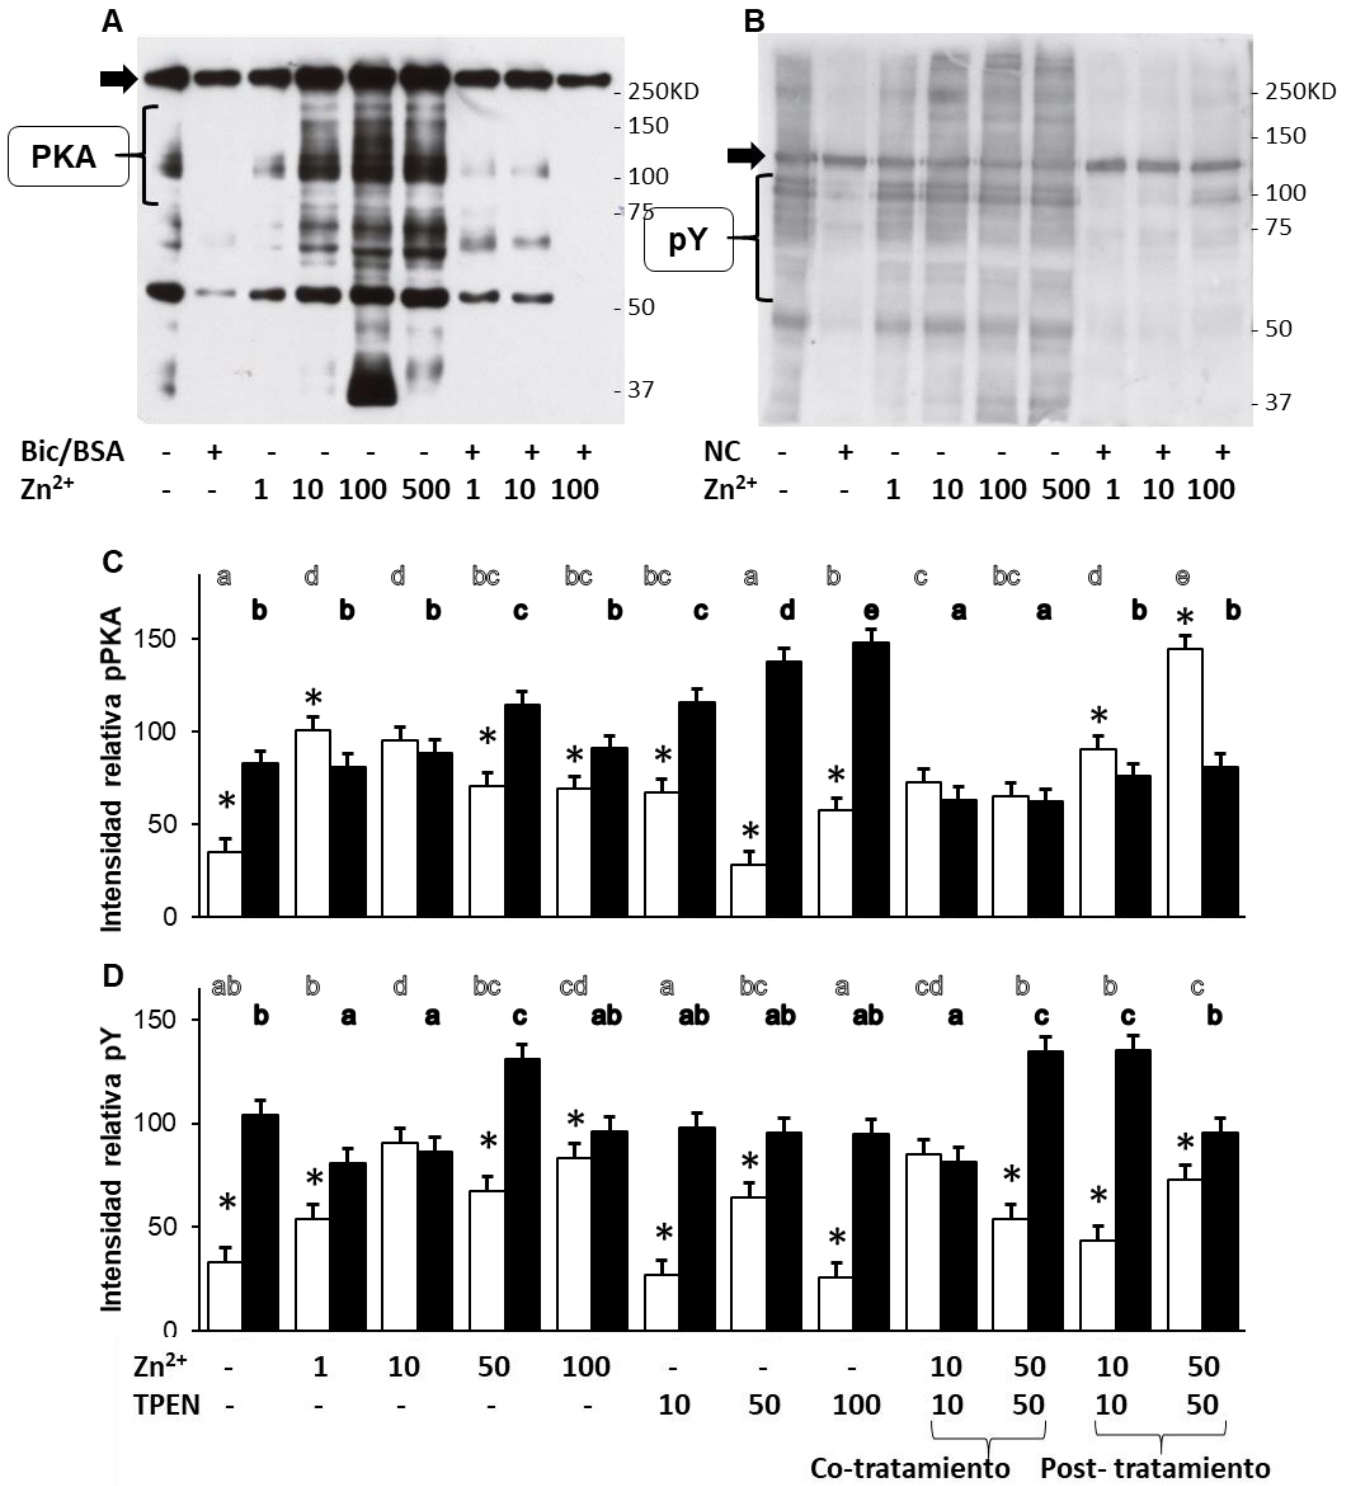 A
B
250KD
150
100
75
50
37
PKA
250KD
150
100
75
50
37
pY
Bic/BSA - + - - - - + + +
Zn2+ - - 1 10 100 500 1 10 100
NC - + - - - - + + +
Zn2+ - - 1 10 100 500 1 10 100
C
a d d bc bc bc a b c bc d e
b b b c b c d e a a b b
Intensidad relativa pPKA
150
100
50
0
* * * * * * * * *
D
ab b d bc cd a bc a cd b b c
b a a c ab ab ab ab a c c b
Intensidad relativa pY
150
100
50
0
* * * * * * * * * *
Zn2+ - 1 10 50 100 - - - 10 50 10 50
TPEN - - - - - 10 50 100 10 50 10 50
Co-tratamiento Post- tratamiento